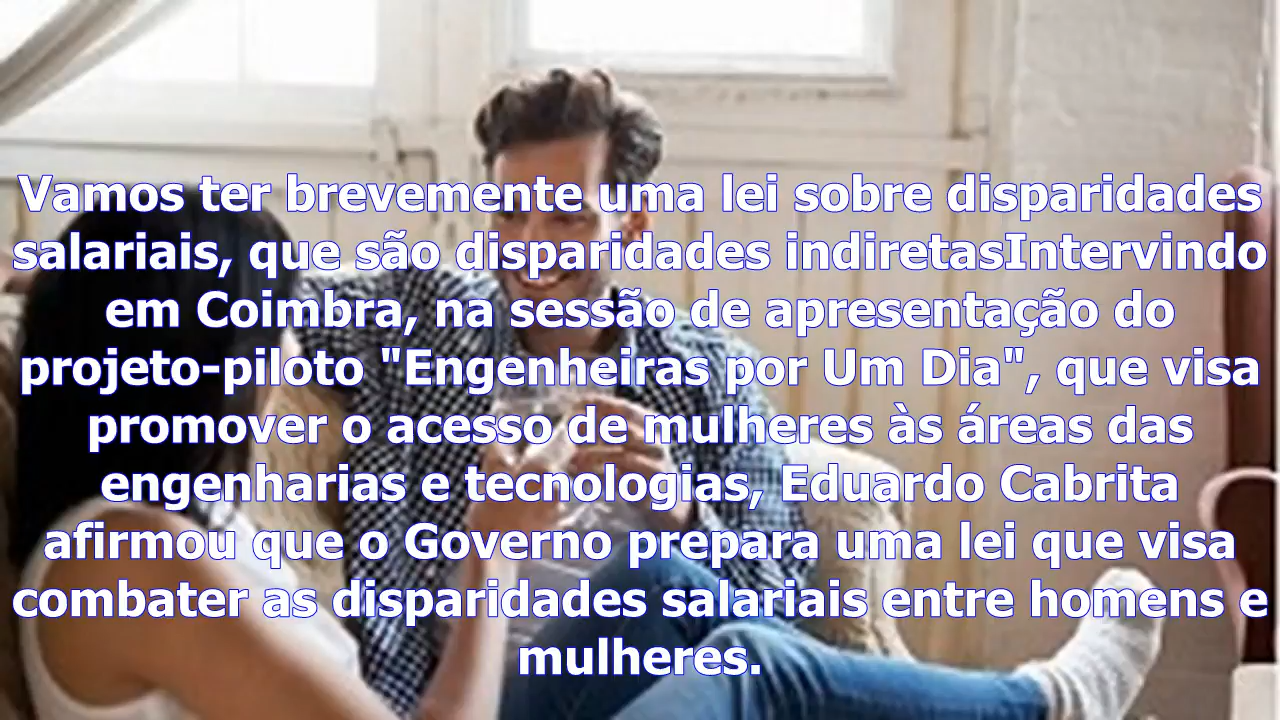 Vamos ter brevemente uma lei sobre disparidades
salariais, que são disparidades indiretasIntervindo
em Coimbra, na sessão de apresentação do
projeto-piloto "Engenheiras por Um Dia", que visa
promover o acesso de mulheres às áreas das
engenharias e tecnologias, Eduardo Cabrita
afirmou que o Governo prepara uma lei que visa
combater as disparidades salariais entre homens e
mulheres.